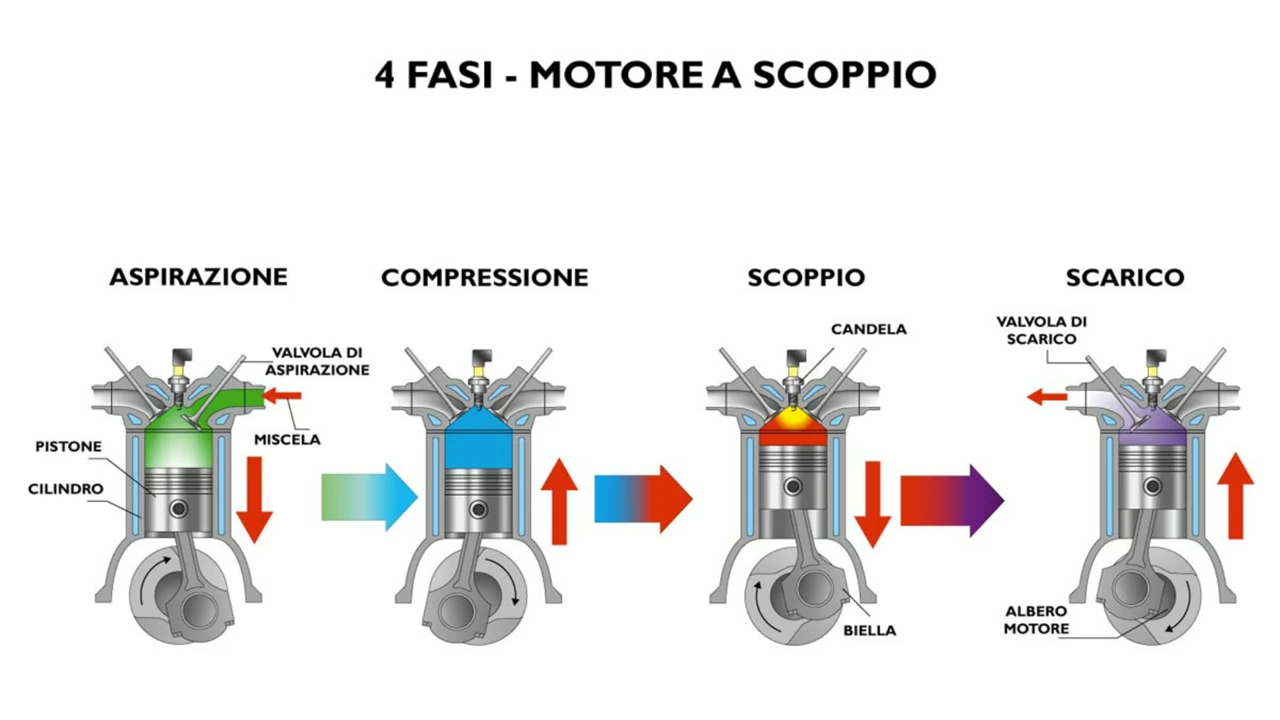 4 FASI - MOTORE A SCOPPIO
ASPIRAZIONE
COMPRESSIONE
SCOPPIO
SCARICO
VALVOLA DI
ASPIRAZIONE
MISCELA
PISTONE
CILINDRO
CANDELA
BIELLA
VALVOLA DI
SCARICO
ALBERO
MOTORE